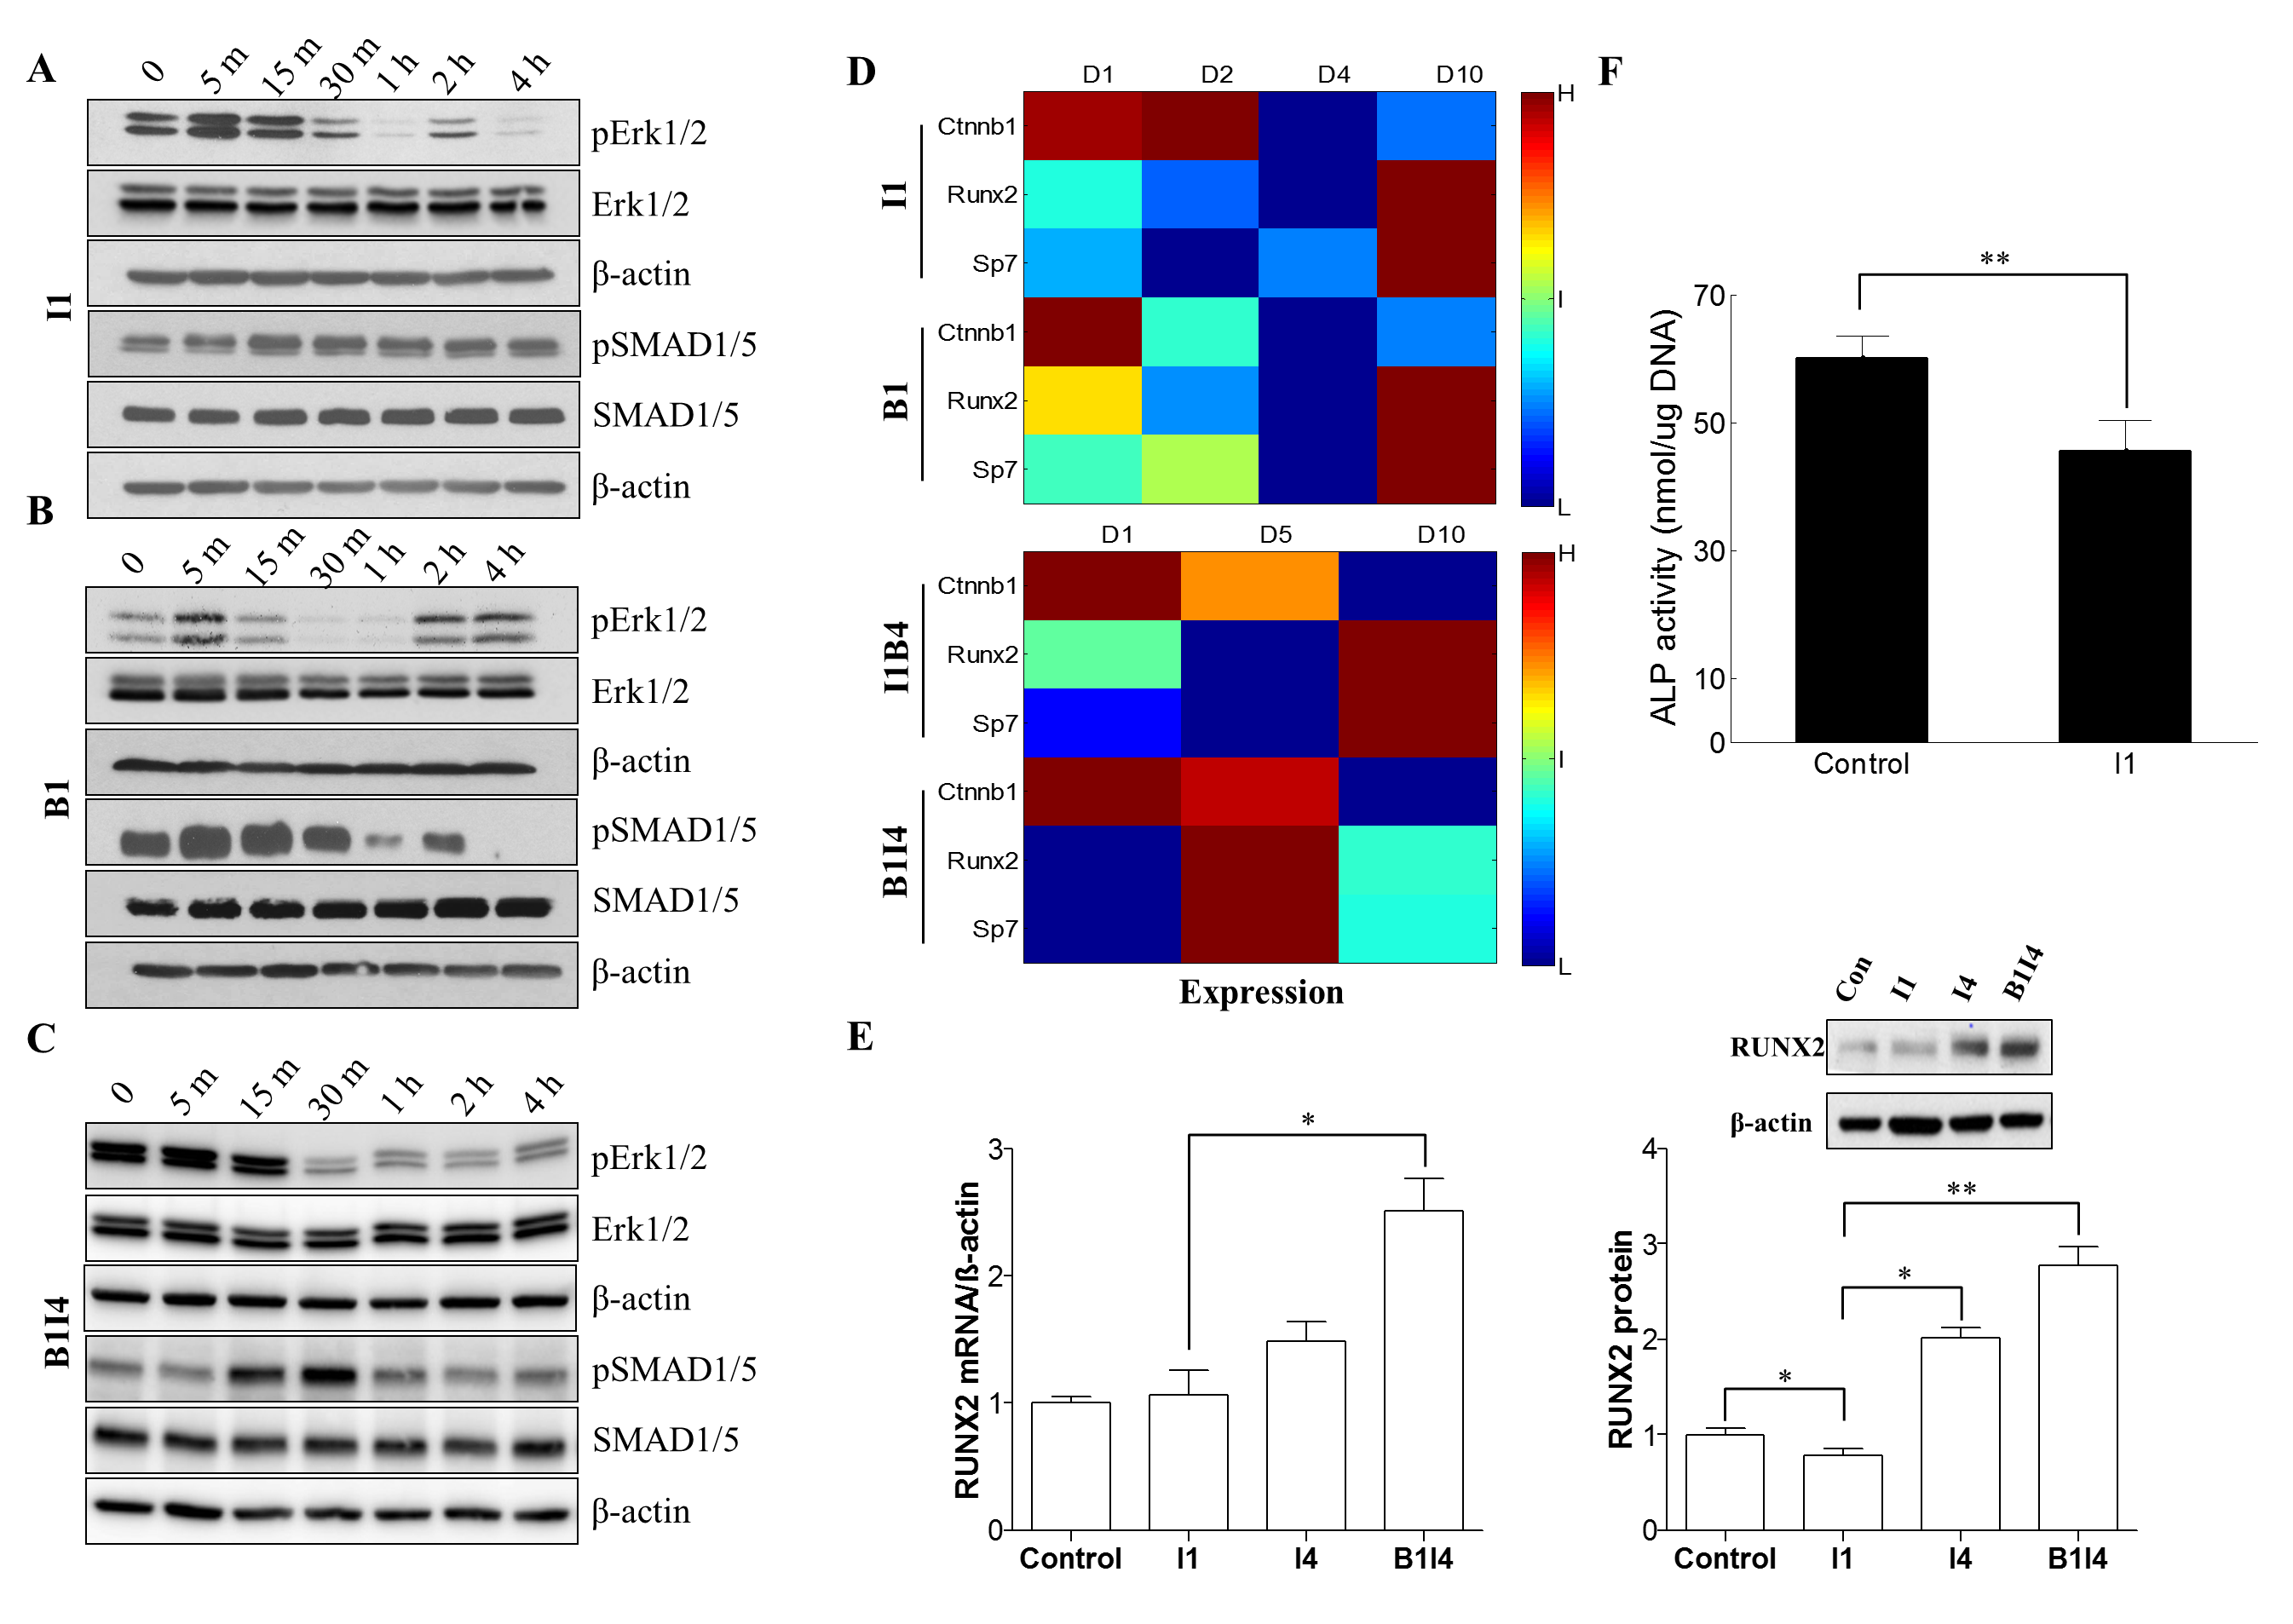 A
0 5 m 15 m 30 m 1 h 2 h 4 h
pErk1/2
Erk1/2
β-actin
I1
pSMAD1/5
SMAD1/5
β-actin
B
0 5 m 15 m 30 m 1 h 2 h 4 h
pErk1/2
Erk1/2
β-actin
B1
pSMAD1/5
SMAD1/5
β-actin
C
0 5 m 15 m 30 m 1 h 2 h 4 h
pErk1/2
Erk1/2
β-actin
B1I4
pSMAD1/5
SMAD1/5
β-actin
D
D1 D2 D4 D10
I1
Ctnnb1
Runx2
Sp7
B1
Ctnnb1
Runx2
Sp7
H
I
L
D1 D5 D10
I1B4
Ctnnb1
Runx2
Sp7
B1I4
Ctnnb1
Runx2
Sp7
H
I
L
Expression
E
RUNX2 mRNA/ß-actin
3
2
1
0
*
Control I1 I4 B1I4
Con I1 I4 B1I4
RUNX2
β-actin
RUNX2 protein
4
3
2
1
0
**
*
*
Control I1 I4 B1I4
F
ALP activity (nmol/ug DNA)
70
50
30
10
0
**
Control I1